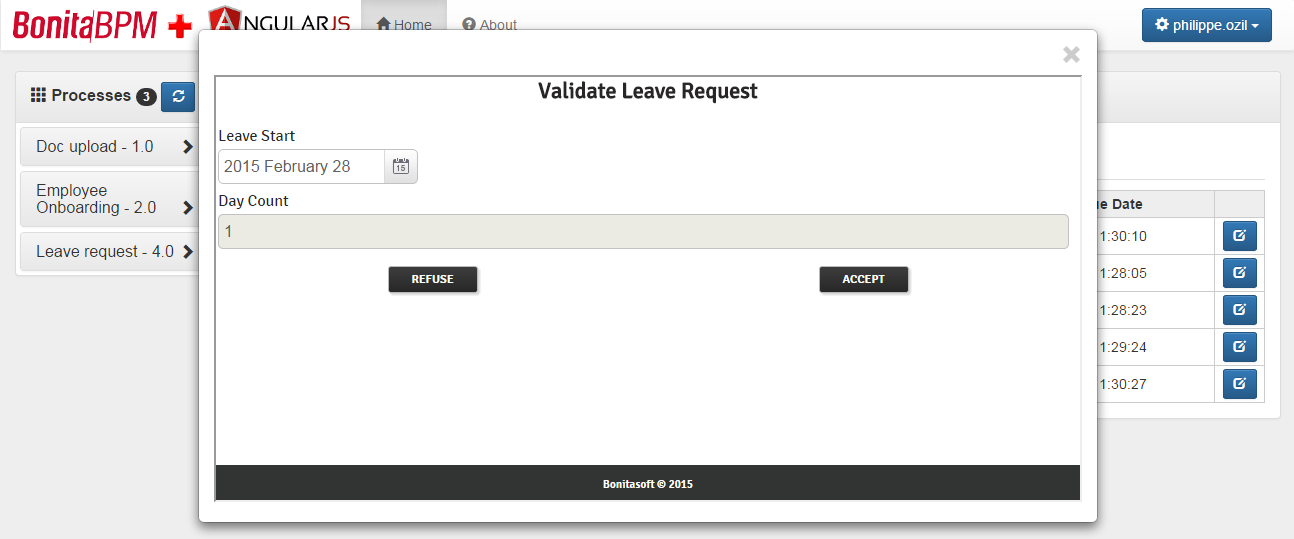 BonitaBPM
ANGULARJS
Home
About
philippe.ozil
Processes 3
Doc upload - 1.0
Employee
Onboarding - 2.0
Leave request - 4.0
Validate Leave Request
Leave Start
2015 February 28
15
Day Count
1
REFUSE
ACCEPT
Bonitasoft © 2015
Date
1:30:10
1:28:05
1:28:23
1:29:24
1:30:27